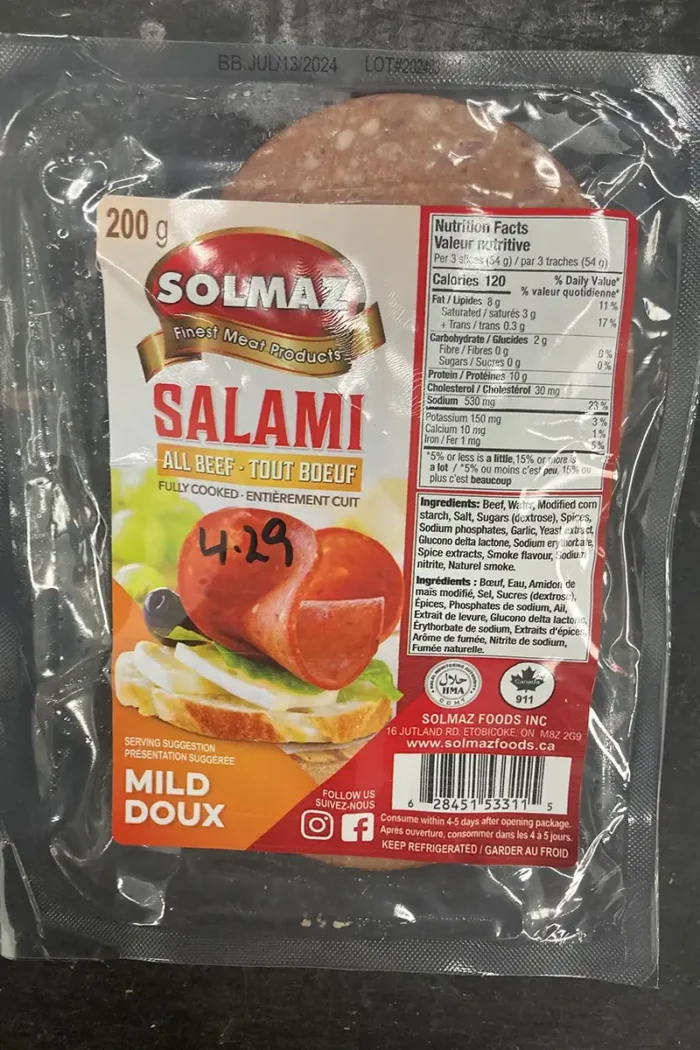 BB.JUL/13/2024 LOT#20240
200 g
SOLMAZ
Finest Meat Products
SALAMI
ALL BEEF · TOUT BOEUF
FULLY COOKED · ENTIÈREMENT CUIT
4.29
SERVING SUGGESTION
PRÉSENTATION SUGGÉRÉE
MILD
DOUX
FOLLOW US
SUIVEZ-NOUS
Nutrition Facts
Valeur nutritive
Per 3 slices (54 g) / par 3 traches (54 g)
Calories 120 % Daily Value*
% valeur quotidienne*
Fat / Lipides 8 g 11 %
Saturated / saturés 3 g
+ Trans / trans 0.3 g 17 %
Carbohydrate / Glucides 2 g
Fibre / Fibres 0 g 0 %
Sugars / Sucres 0 g 0 %
Protein / Protéines 10 g
Cholesterol / Cholestérol 30 mg
Sodium 530 mg 23 %
Potassium 150 mg 3 %
Calcium 10 mg 1 %
Iron / Fer 1 mg 5%
*5% or less is a little, 15% or more is
a lot / *5% ou moins c'est peu, 15% ou
plus c'est beaucoup
Ingredients: Beef, Water, Modified corn
starch, Salt, Sugars (dextrose), Spices,
Sodium phosphates, Garlic, Yeast extract,
Glucono delta lactone, Sodium erythorbate,
Spice extracts, Smoke flavour, Sodium
nitrite, Naturel smoke.
Ingrédients : Bœuf, Eau, Amidon de
maïs modifié, Sel, Sucres (dextrose),
Épices, Phosphates de sodium, Ail,
Extrait de levure, Glucono delta lactone,
Érythorbate de sodium, Extraits d'épices,
Arôme de fumée, Nitrite de sodium,
Fumée naturelle.
حلال
HMA
Canada
911
SOLMAZ FOODS INC
16 JUTLAND RD. ETOBICOKE, ON M8Z 2G9
www.solmazfoods.ca
6 28451 53311 5
Consume within 4-5 days after opening package.
Après ouverture, consommer dans les 4 à 5 jours.
KEEP REFRIGERATED / GARDER AU FROID